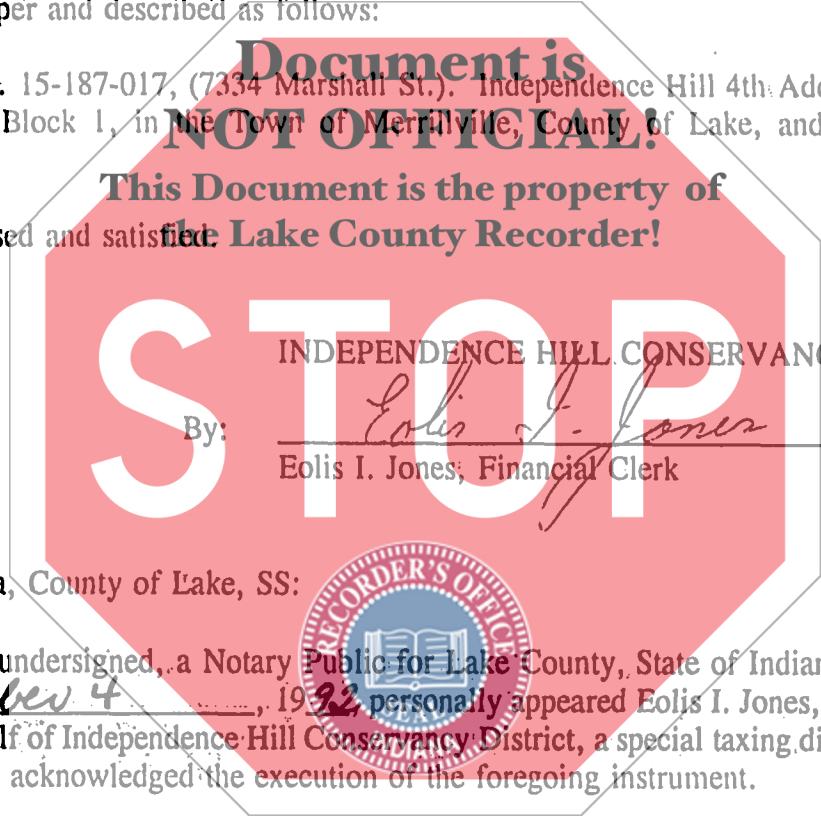 per and described as follows:
Document is
. 15-187-017, (7334 Marshall St.). Independence Hill 4th Add
NOT OFFICIAL!
Block 1, in the Town of Merrillville, County of Lake, and
This Document is the property of
sed and satisfied.
the Lake County Recorder!
STOP
INDEPENDENCE HILL CONSERVANC
By: Eolis I. Jones
Eolis I. Jones, Financial Clerk
a, County of Lake, SS:
RECORDER'S OFFICE
undersigned, a Notary Public for Lake County, State of Indian
ber 4, 1992, personally appeared Eolis I. Jones,
lf of Independence Hill Conservancy District, a special taxing di
acknowledged the execution of the foregoing instrument.